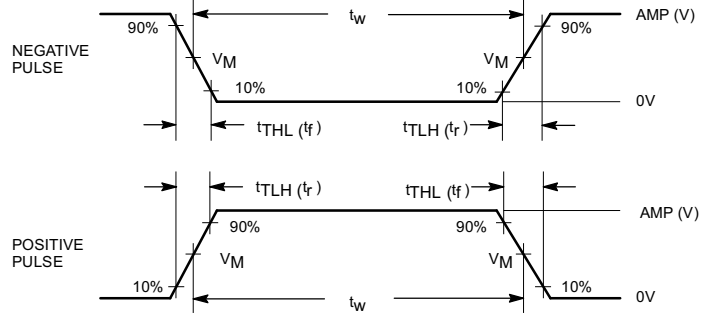 tw
AMP (V)
90%
90%
NEGATIVE
PULSE
VM
VM
10%
10%
0V
tTHL (tf)
tTLH (tr)
tTLH (tr)
tTHL (tf)
AMP (V)
90%
90%
POSITIVE
PULSE
VM
VM
10%
10%
tw
0V